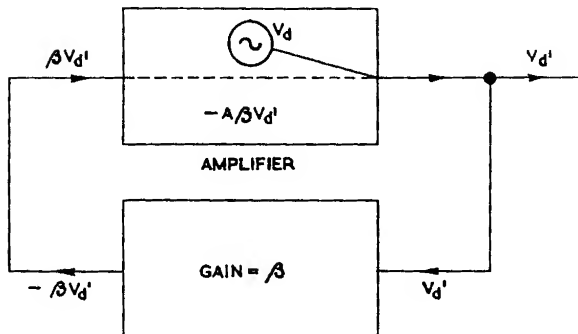 βVd'
Vd
Vd'
−AβVd'
AMPLIFIER
GAIN = β
−βVd'
Vd'